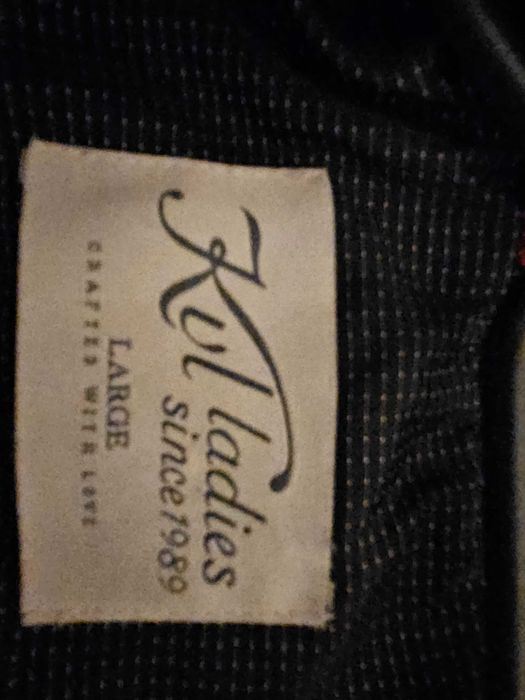 Kvl ladies
since 1989
LARGE
CRAFTED WITH LOVE